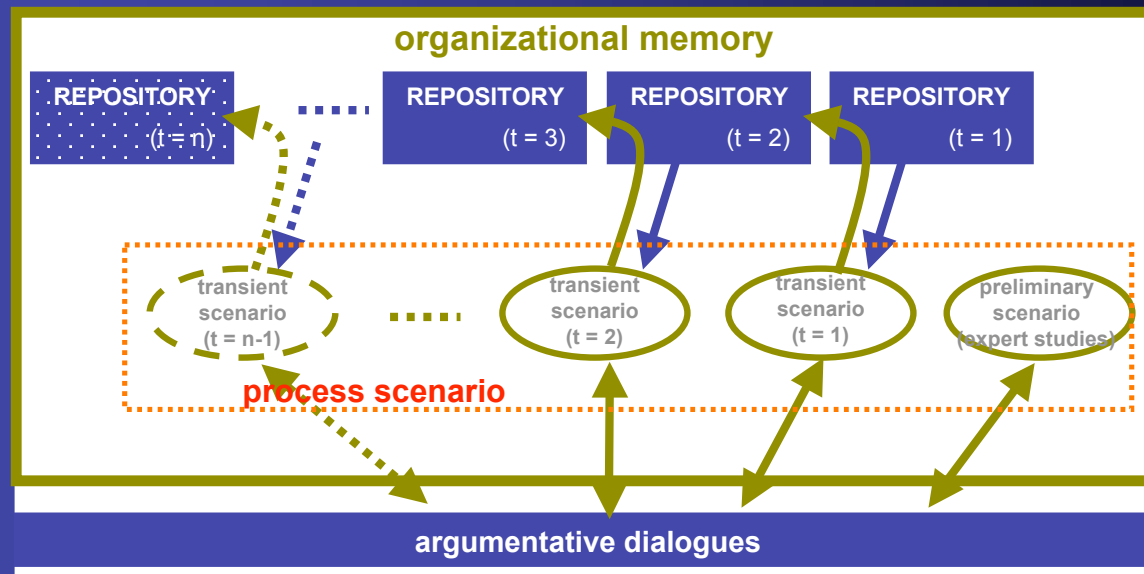 organizational memory
REPOSITORY
(t = n)
REPOSITORY
(t = 3)
REPOSITORY
(t = 2)
REPOSITORY
(t = 1)
transient
scenario
(t = n-1)
transient
scenario
(t = 2)
transient
scenario
(t = 1)
preliminary
scenario
(expert studies)
process scenario
argumentative dialogues